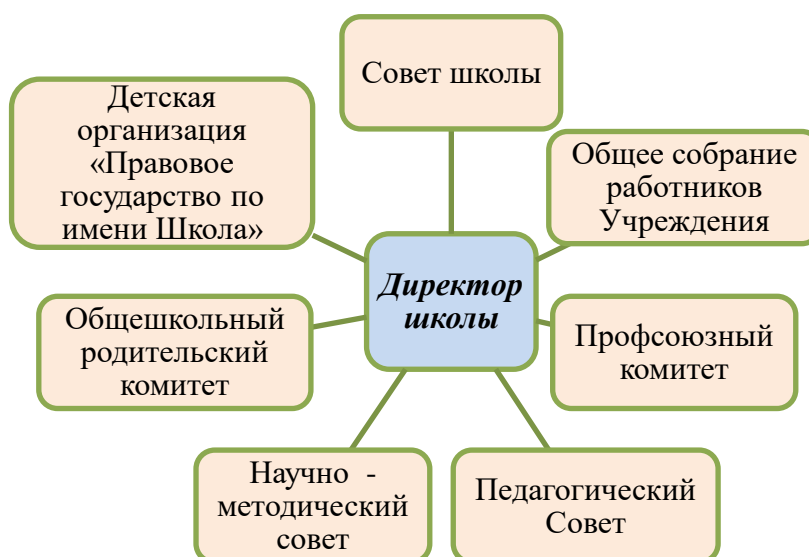 Совет школы
Детская
организация
«Правовое
государство по
имени Школа»
Общее собрание
работников
Учреждения
Директор
школы
Общешкольный
родительский
комитет
Профсоюзный
комитет
Научно  -
методический
совет
Педагогический
Совет